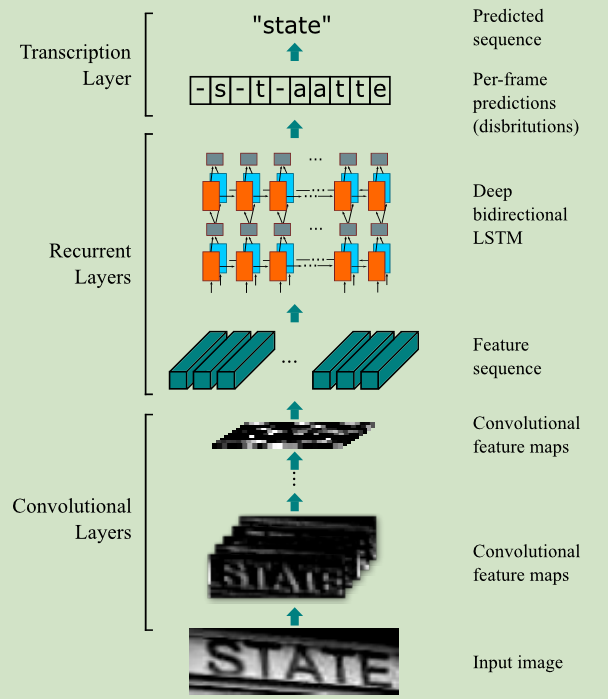 "state"
Predicted
sequence
Transcription
Layer
-s-t-aatte
Per-frame
predictions
(disbritutions)
Recurrent
Layers
Deep
bidirectional
LSTM
Feature
sequence
Convolutional
feature maps
Convolutional
Layers
STATE
Convolutional
feature maps
STATE
Input image